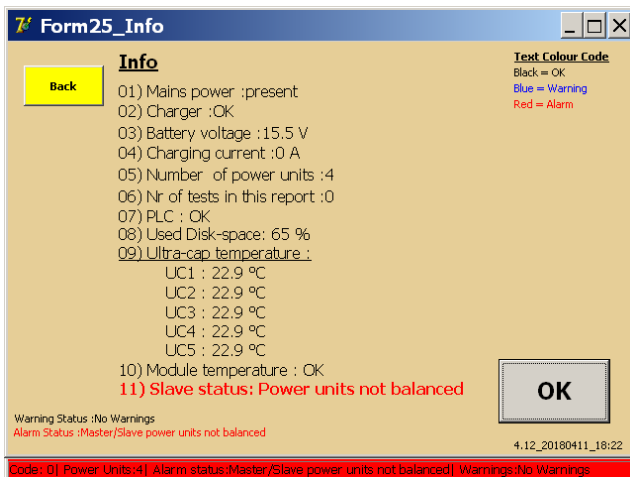 Form25_Info
Back
Info
01) Mains power :present
02) Charger :OK
03) Battery voltage :15.5 V
04) Charging current :0 A
05) Number  of power units :4
06) Nr of tests in this report :0
07) PLC : OK
08) Used Disk-space: 65 %
09) Ultra-cap temperature :
UC1 : 22.9 ºC
UC2 : 22.9 ºC
UC3 : 22.9 ºC
UC4 : 22.9 ºC
UC5 : 22.9 ºC
10) Module temperature : OK
11) Slave status: Power units not balanced
Text Colour Code
Black = OK
Blue = Warning
Red = Alarm
OK
Warning Status :No Warnings
Alarm Status :Master/Slave power units not balanced
4.12_20180411_18:22
Code: 0| Power Units:4| Alarm status:Master/Slave power units not balanced| Warnings:No Warnings